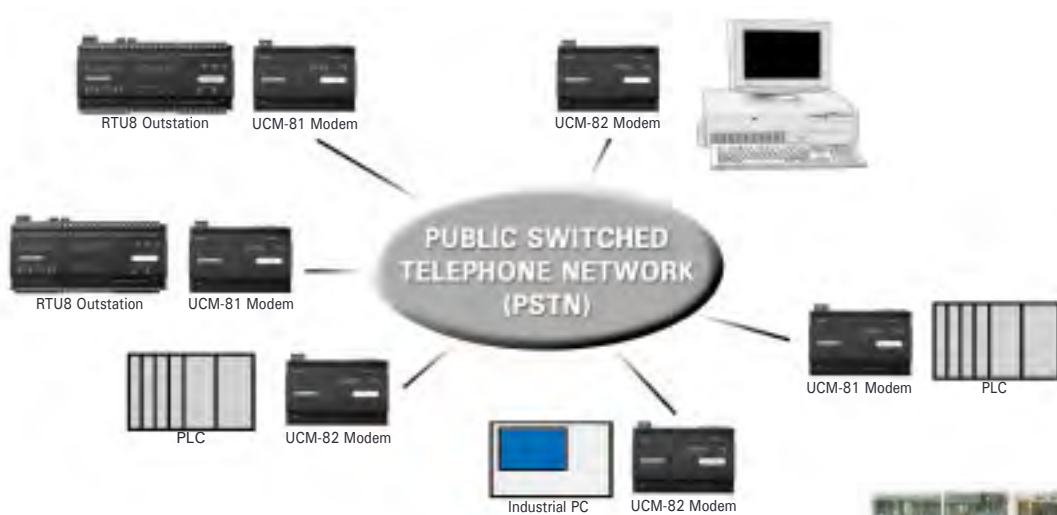 RTU8 Outstation
UCM-81 Modem
UCM-82 Modem
PUBLIC SWITCHED
TELEPHONE NETWORK
(PSTN)
RTU8 Outstation
UCM-81 Modem
UCM-81 Modem
PLC
PLC
UCM-82 Modem
Industrial PC
UCM-82 Modem